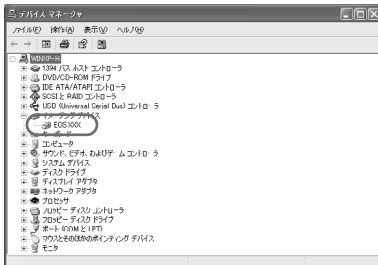 デバイス マネージャ
ファイル(F) 操作(A) 表示(V) ヘルプ(H)
WINXP-H
1394 バス ホスト コントローラ
DVD/CD-ROM ドライブ
IDE ATA/ATAPI コントローラ
SCSI と RAID コントローラ
USB (Universal Serial Bus) コントローラ
イメージング デバイス
EOS XXX
キーボード
コンピュータ
サウンド、ビデオ、およびゲーム コントローラ
システム デバイス
ディスク ドライブ
ディスプレイ アダプタ
ネットワーク アダプタ
プロセッサ
フロッピー ディスク コントローラ
フロッピー ディスク ドライブ
ポート (COM と LPT)
マウスとそのほかのポインティング デバイス
モニタ